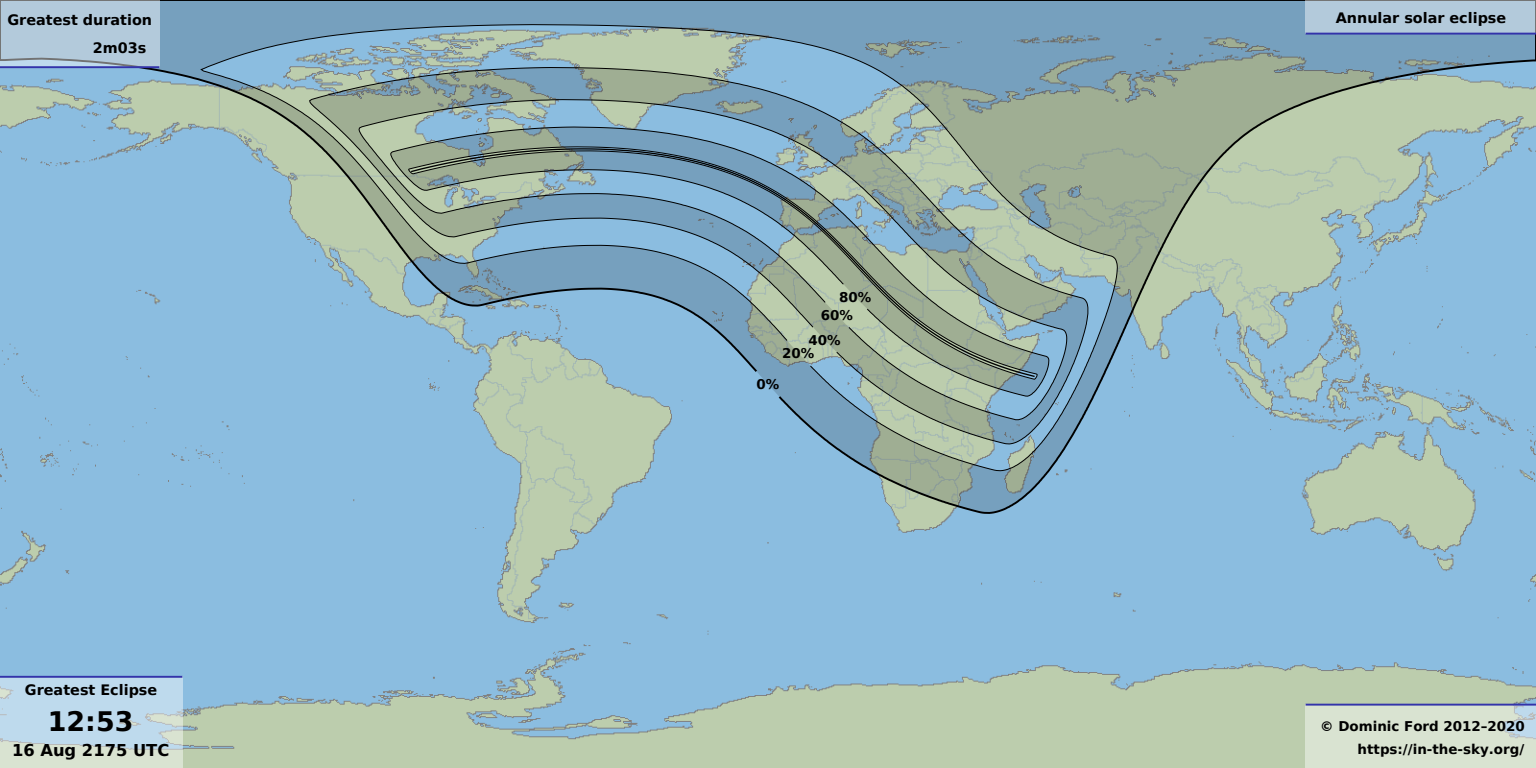 Greatest duration
2m03s
Annular solar eclipse
80%
60%
40%
20%
0%
Greatest Eclipse
12:53
16 Aug 2175 UTC
© Dominic Ford 2012–2020
https://in-the-sky.org/